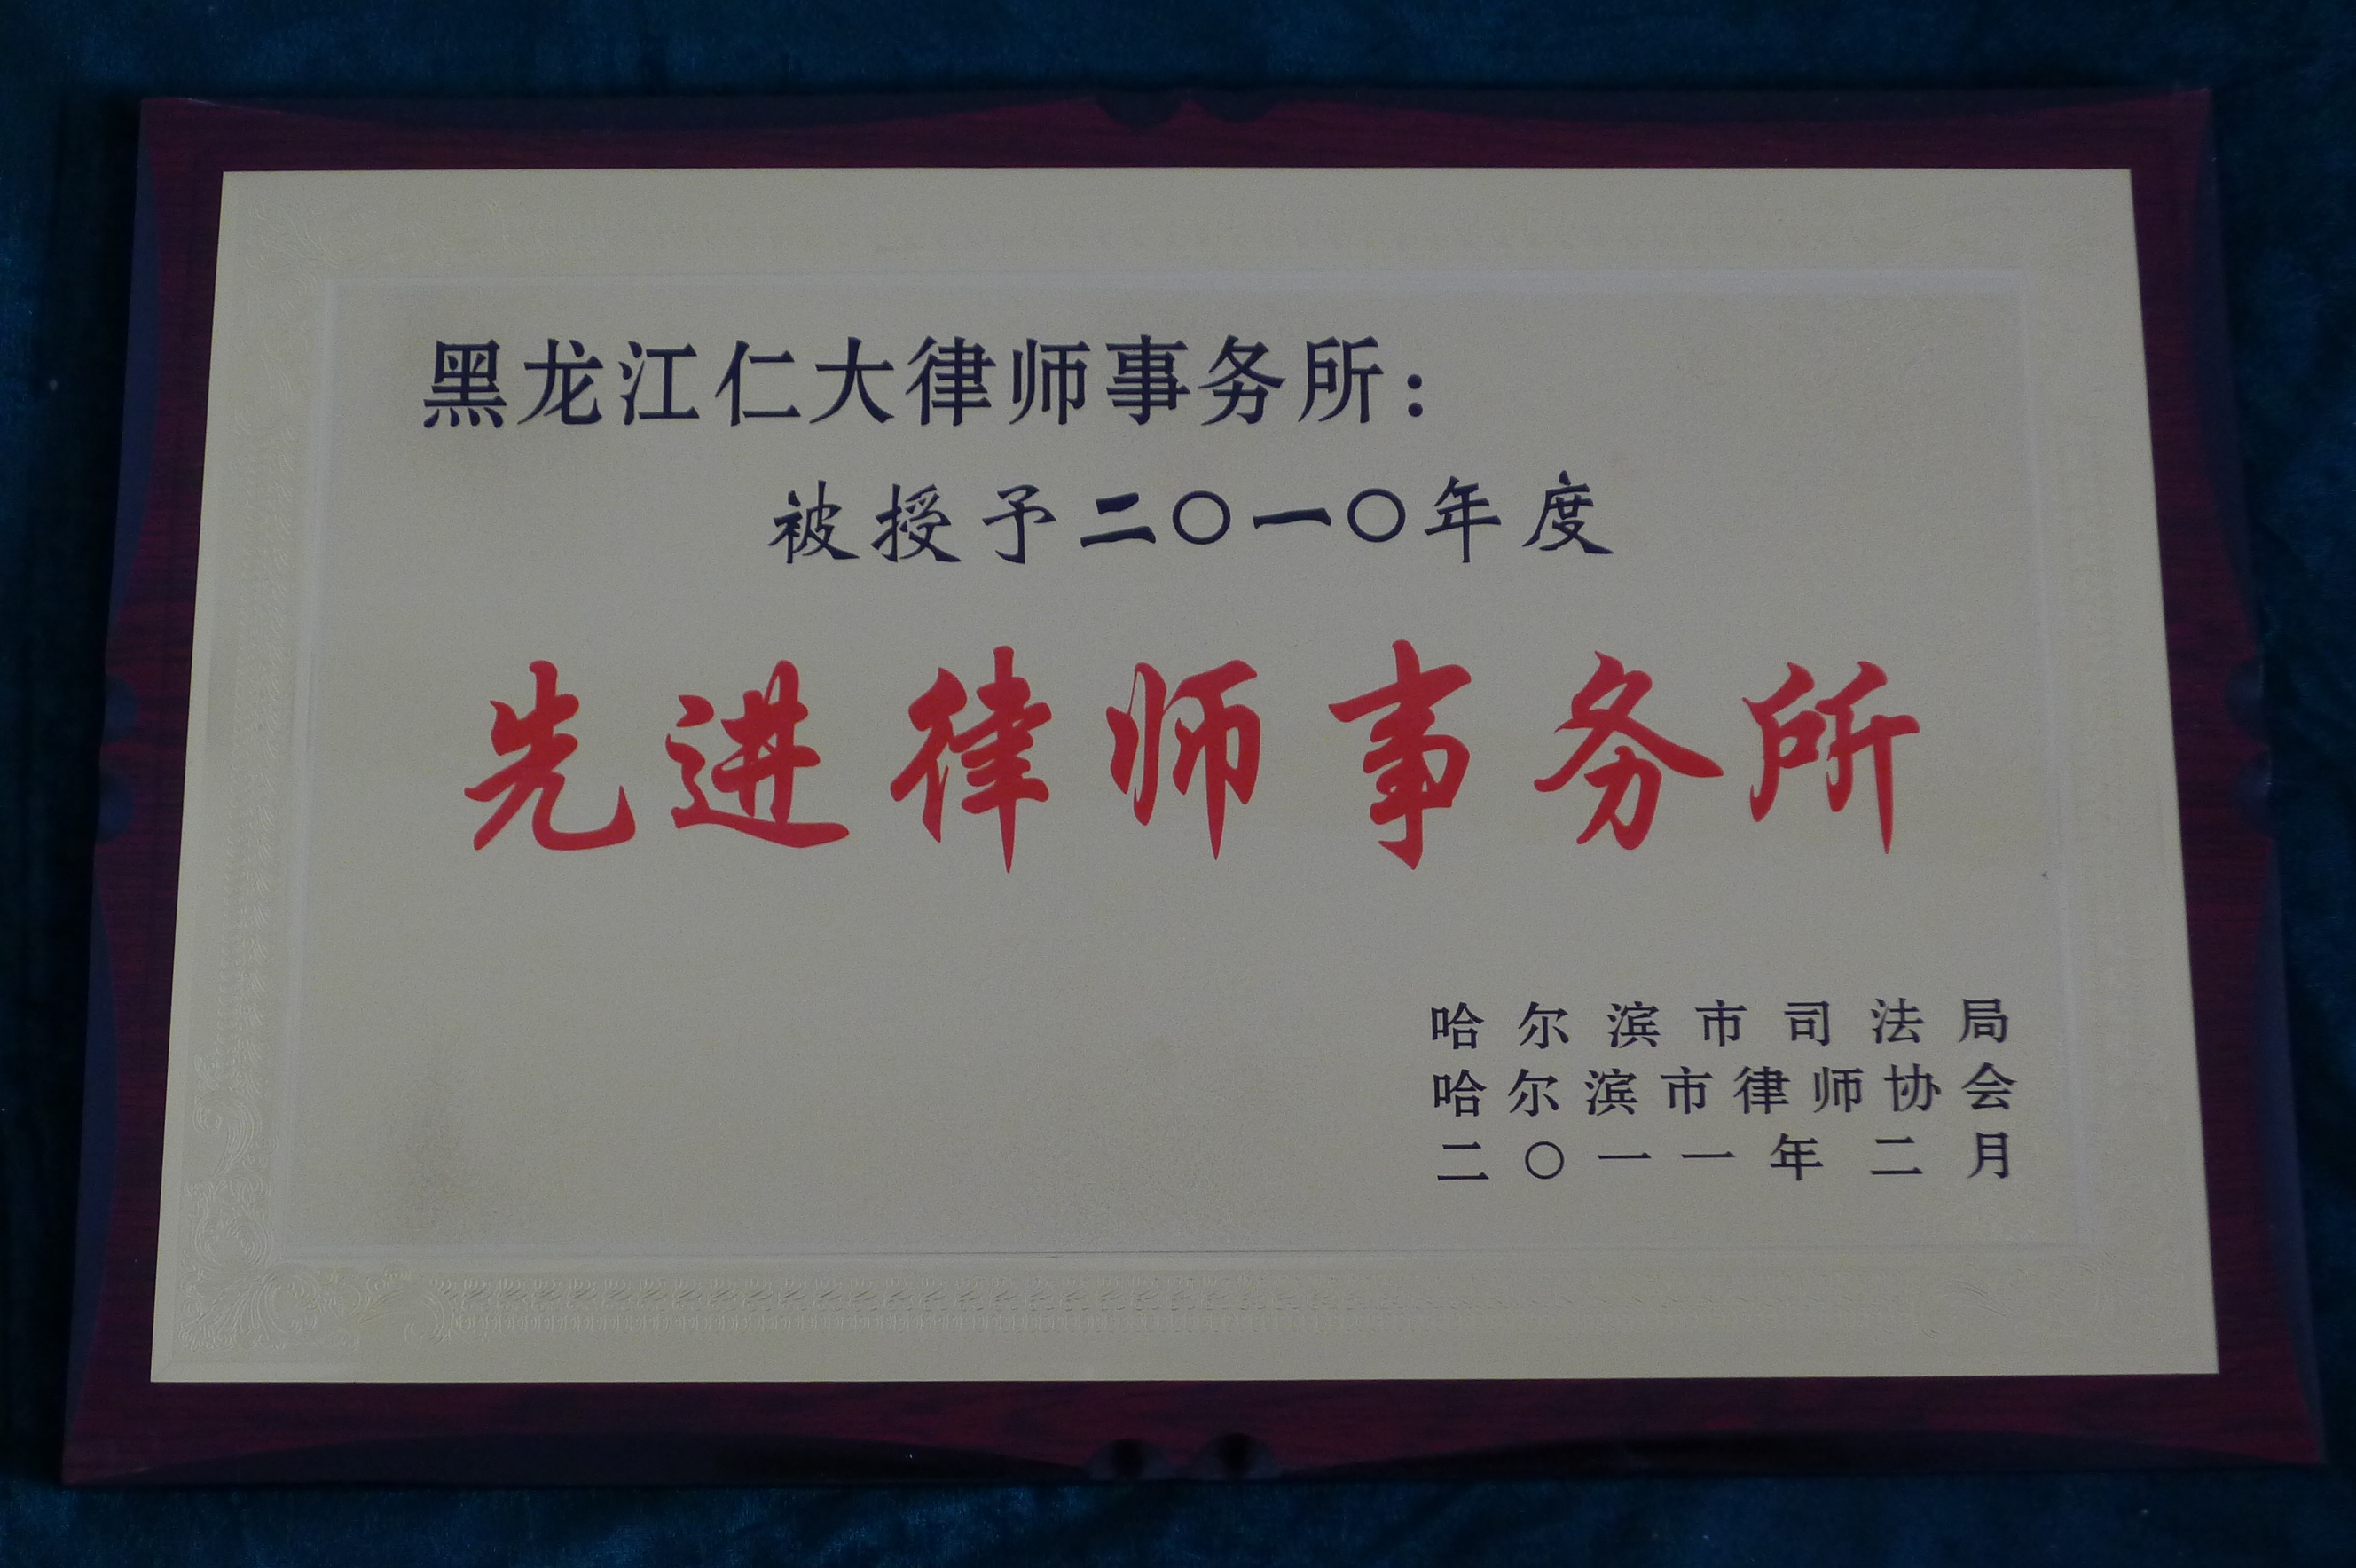 黑龙江仁大律师事务所：
被授予二〇一〇年度
先进律师事务所
哈尔滨市司法局
哈尔滨市律师协会
二〇一一年二月